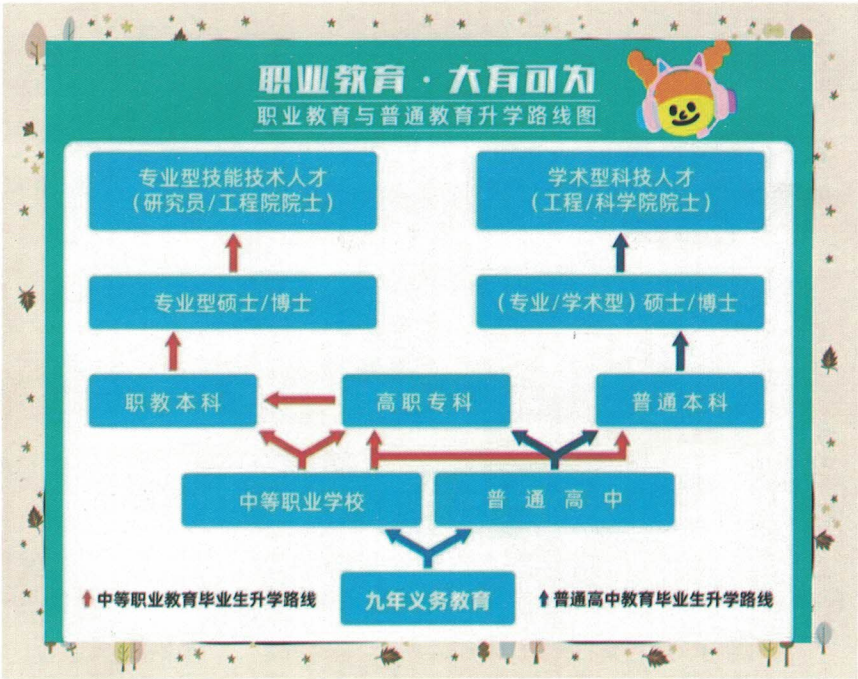 职业教育·大有可为
职业教育与普通教育升学路线图
专业型技能技术人才
（研究员/工程院院士）
学术型科技人才
（工程/科学院院士）
专业型硕士/博士
（专业/学术型）硕士/博士
职教本科
高职专科
普通本科
中等职业学校
普通高中
九年义务教育
中等职业教育毕业生升学路线
普通高中教育毕业生升学路线